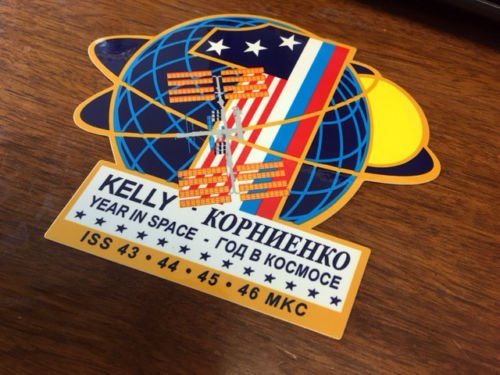 KELLY - КОРНИЕНКО
YEAR IN SPACE - ГОД В КОСМОСЕ
ISS 43 • 44 • 45 • 46 МКС